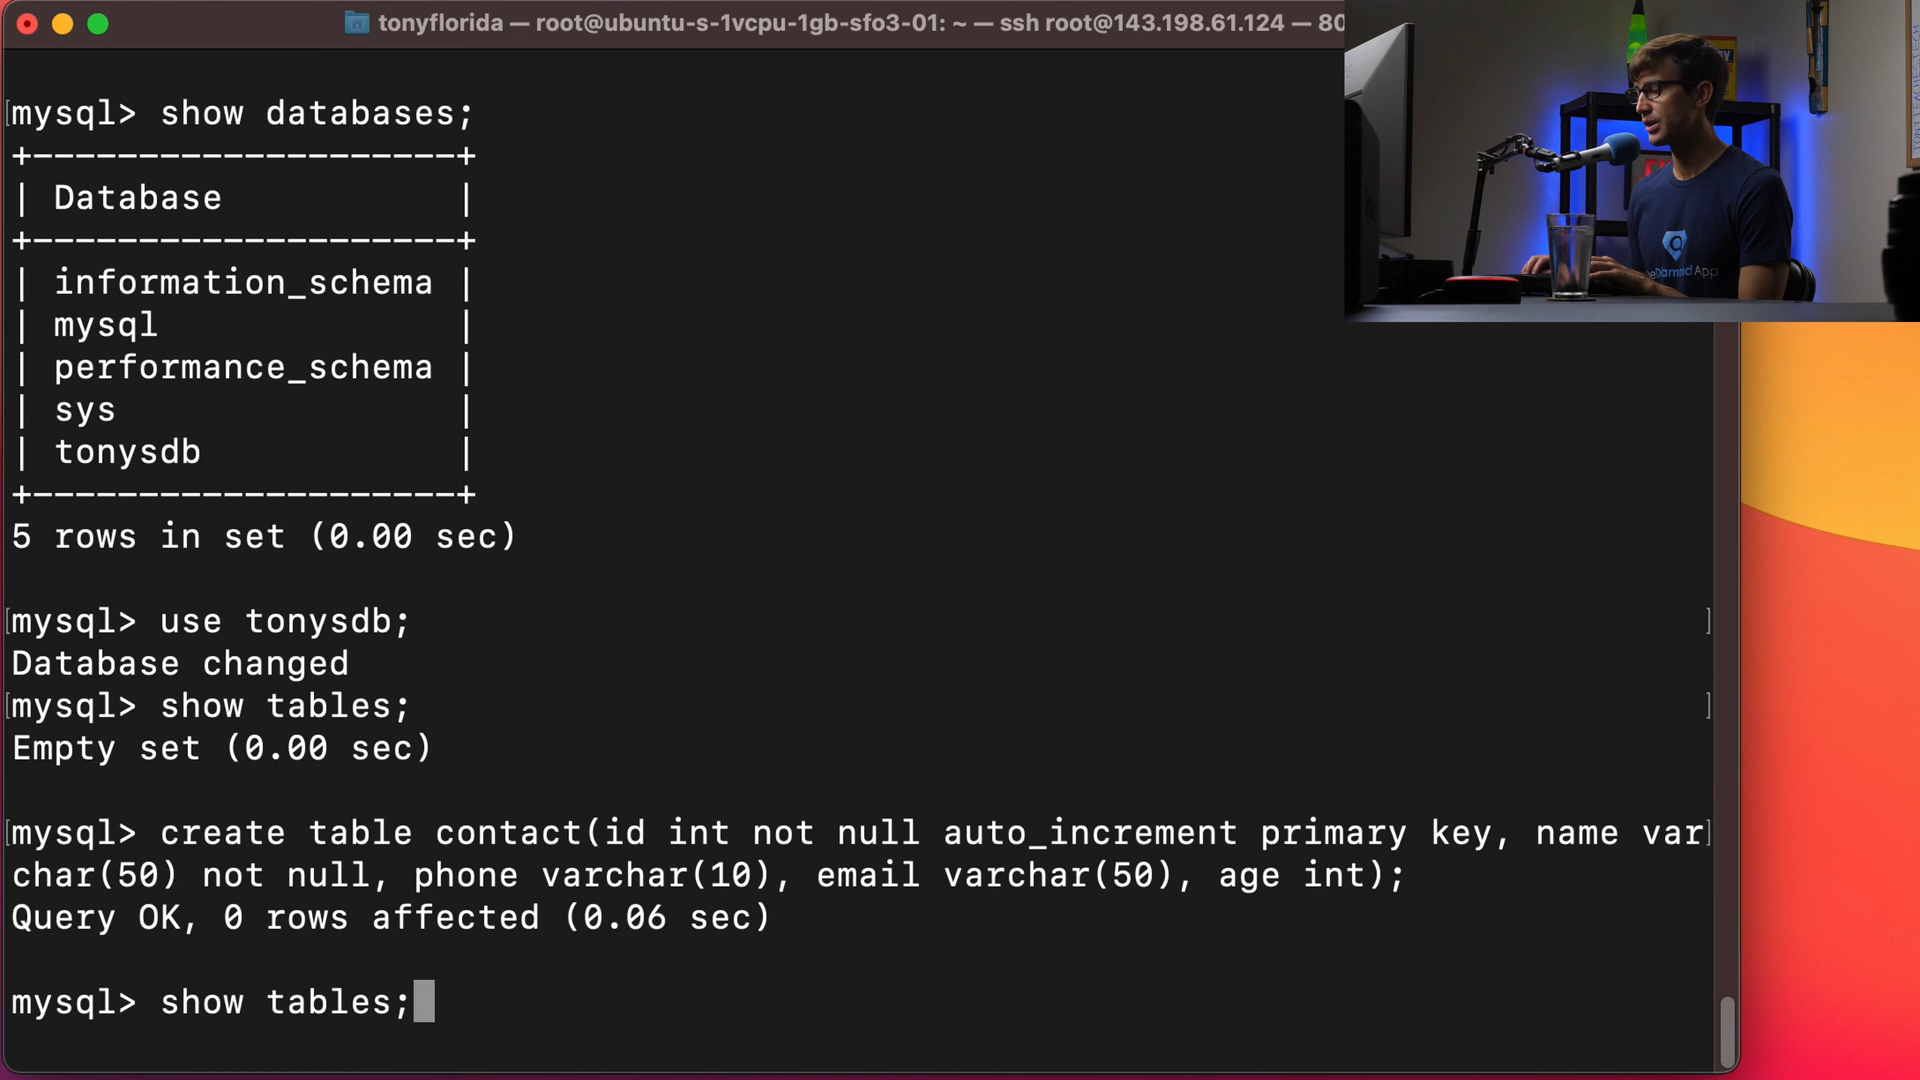 tonyflorida — root@ubuntu-s-1vcpu-1gb-sfo3-01: ~ — ssh root@143.198.61.124 — 80
mysql> show databases;
+--------------------+
| Database           |
+--------------------+
| information_schema |
| mysql              |
| performance_schema |
| sys                |
| tonysdb            |
+--------------------+
5 rows in set (0.00 sec)
mysql> use tonysdb;
Database changed
mysql> show tables;
Empty set (0.00 sec)
mysql> create table contact(id int not null auto_increment primary key, name var
char(50) not null, phone varchar(10), email varchar(50), age int);
Query OK, 0 rows affected (0.06 sec)
mysql> show tables;
Diamond App